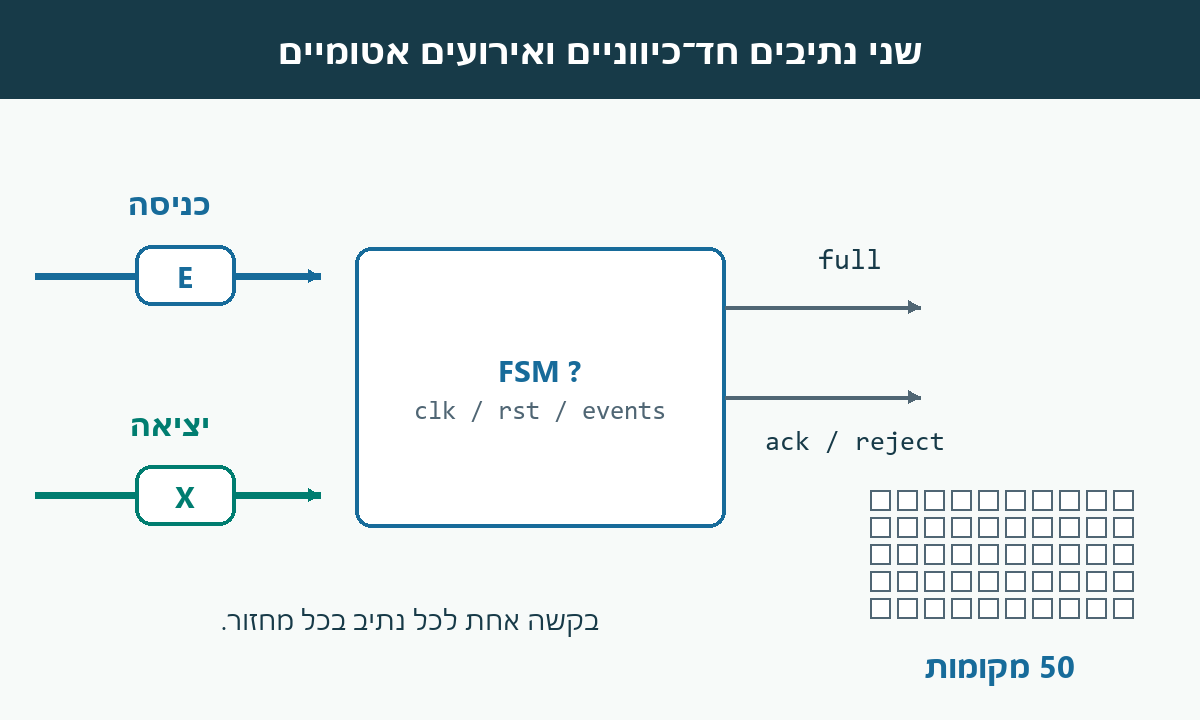 שני נתיבים חד־כיווניים ואירועים אטומיים
כניסה
E
יציאה
X
FSM ?
clk / rst / events
full
ack / reject
בקשה אחת לכל נתיב בכל מחזור.
50 מקומות